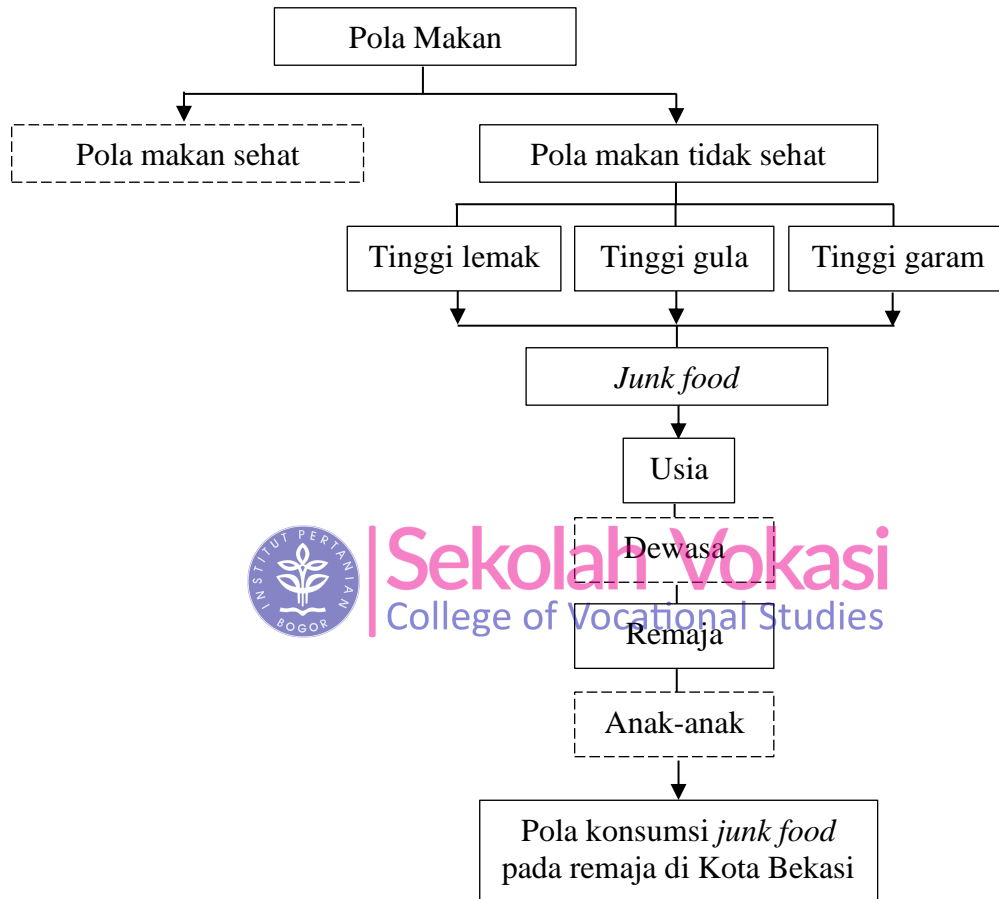 Pola Makan
Pola makan sehat
Pola makan tidak sehat
Tinggi lemak
Tinggi gula
Tinggi garam
Junk food
Usia
Dewasa
Sekolah Vokasi
College of Vocational Studies
INSTITUT PERTANIAN
BOGOR
Remaja
Anak-anak
Pola konsumsi junk food
pada remaja di Kota Bekasi